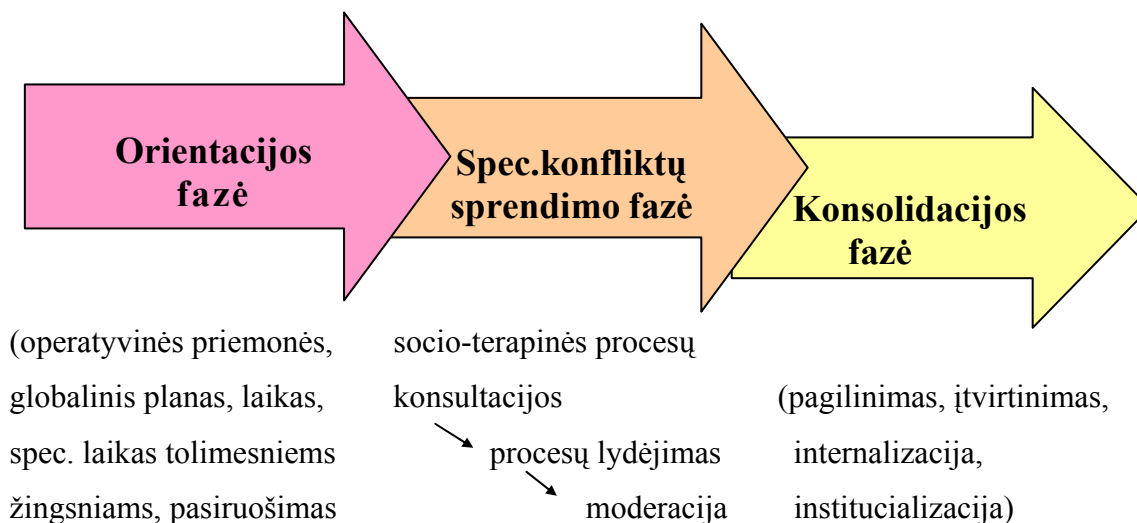 Orientacijos
fazė
Spec.konfliktų
sprendimo fazė
Konsolidacijos
fazė
(operatyvinės priemonės,
globalinis planas, laikas,
spec. laikas tolimesniems
žingsniams, pasiruošimas
socio-terapinės procesų
konsultacijos
procesų lydėjimas
moderacija
(pagilinimas, įtvirtinimas,
internalizacija,
institucializacija)